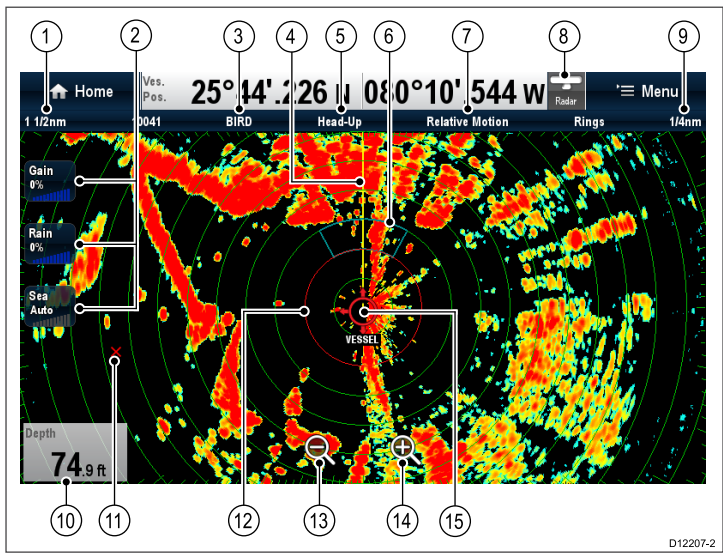 1 2 3 4 5 6 7 8 9
Home
Ves. Pos.
25°44'.226 N 080°10'.544 W
Radar
Menu
1 1/2nm
BIRD
Head-Up
Relative Motion
Rings
1/4nm
Gain
0%
Rain
0%
Sea
Auto
VESSEL
Depth
74.9 ft
10 11 12 13 14 15
D12207-2